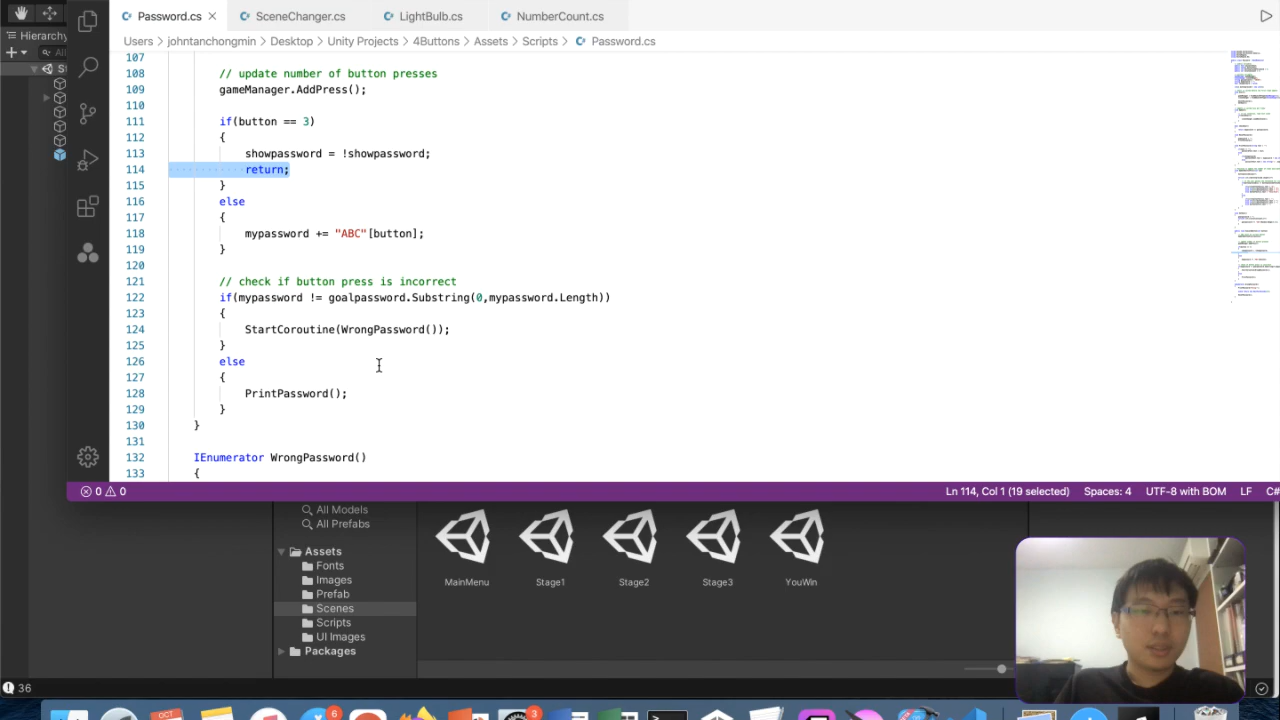 Password.cs
SceneChanger.cs
LightBulb.cs
NumberCount.cs
Hierarchy
Users > johntanchongmin > Desktop > Unity Projects > 4Buttons > Assets > Scripts > Password.cs
107
108 // update number of button presses
109 gameManager.AddPress();
110
111 if(button == 3)
112 {
113 showpassword = !showpassword;
114 return;
115 }
116 else
117 {
118 mypassword += "ABC"[button];
119 }
120
121 // check if button press is incorrect
122 if(mypassword != goalpassword.Substring(0,mypassword.Length))
123 {
124 StartCoroutine(WrongPassword());
125 }
126 else
127 {
128 PrintPassword();
129 }
130 }
131
132 IEnumerator WrongPassword()
133 {
0 0 Ln 114, Col 1 (19 selected) Spaces: 4 UTF-8 with BOM LF C#
All Models
All Prefabs
Assets
Fonts
Images
Prefab
Scenes
Scripts
UI Images
Packages
MainMenu Stage1 Stage2 Stage3 YouWin
36
OCT 6 3